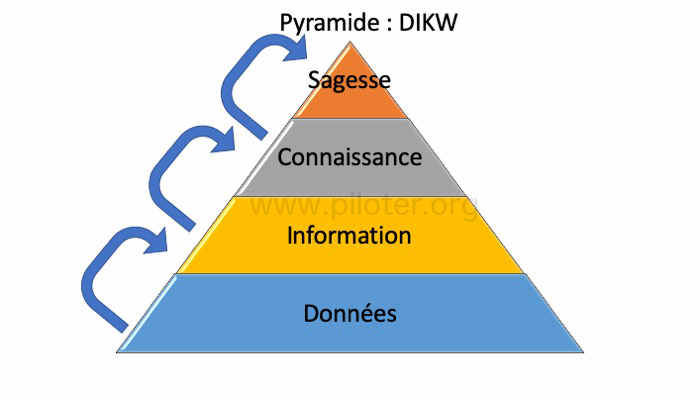 Pyramide : DIKW
Sagesse
Connaissance
www.piloter.org
Information
Données